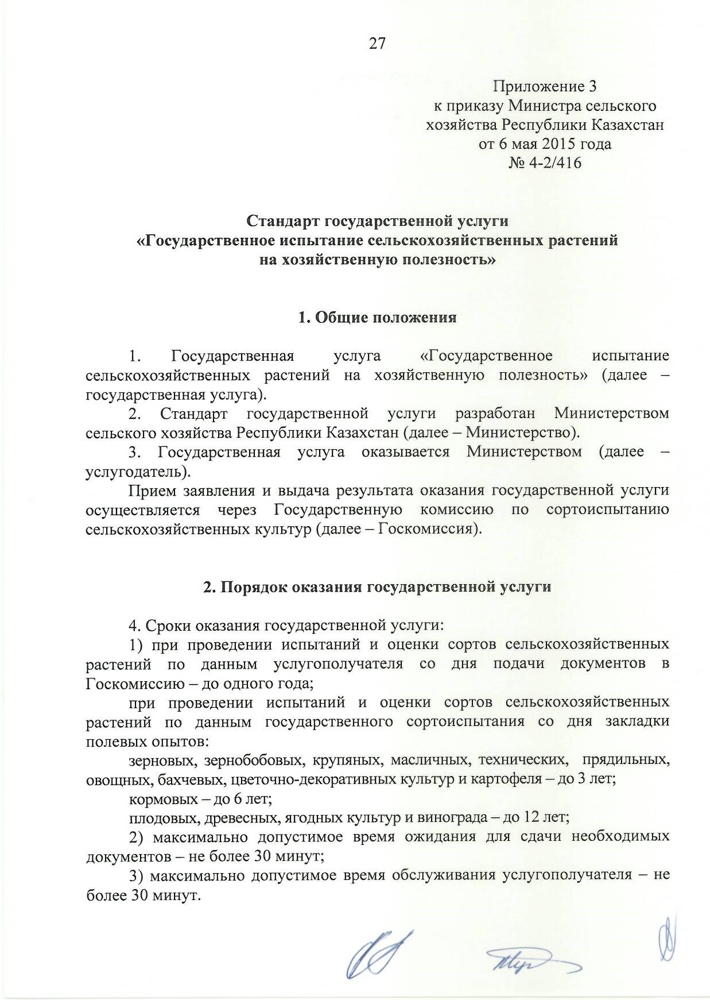 27
Приложение 3
к приказу Министра сельского
хозяйства Республики Казахстан
от 6 мая 2015 года
№ 4-2/416
Стандарт государственной услуги
«Государственное испытание сельскохозяйственных растений
на хозяйственную полезность»
1. Общие положения
1. Государственная услуга «Государственное испытание
сельскохозяйственных растений на хозяйственную полезность» (далее –
государственная услуга).
2. Стандарт государственной услуги разработан Министерством
сельского хозяйства Республики Казахстан (далее – Министерство).
3. Государственная услуга оказывается Министерством (далее –
услугодатель).
Прием заявления и выдача результата оказания государственной услуги
осуществляется через Государственную комиссию по сортоиспытанию
сельскохозяйственных культур (далее – Госкомиссия).
2. Порядок оказания государственной услуги
4. Сроки оказания государственной услуги:
1) при проведении испытаний и оценки сортов сельскохозяйственных
растений по данным услугополучателя со дня подачи документов в
Госкомиссию – до одного года;
при проведении испытаний и оценки сортов сельскохозяйственных
растений по данным государственного сортоиспытания со дня закладки
полевых опытов:
зерновых, зернобобовых, крупяных, масличных, технических, прядильных,
овощных, бахчевых, цветочно-декоративных культур и картофеля – до 3 лет;
кормовых – до 6 лет;
плодовых, древесных, ягодных культур и винограда – до 12 лет;
2) максимально допустимое время ожидания для сдачи необходимых
документов – не более 30 минут;
3) максимально допустимое время обслуживания услугополучателя – не
более 30 минут.